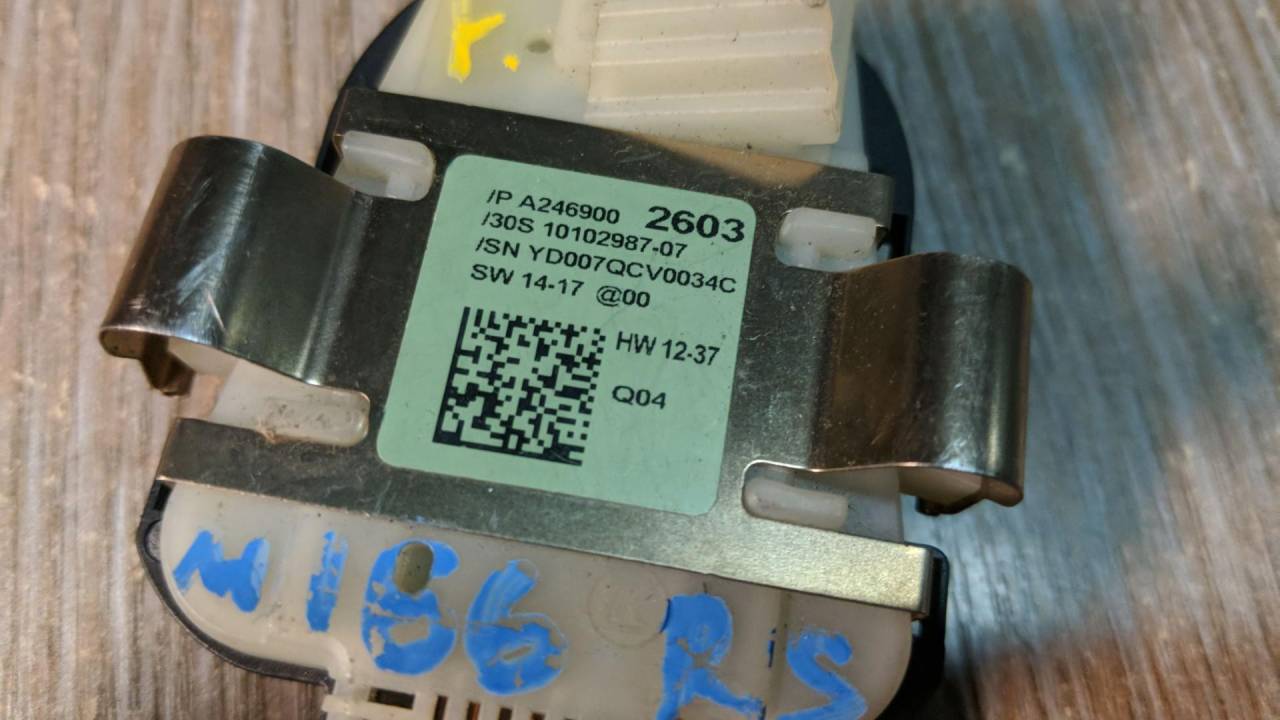 /P A246900 2603
/30S 10102987-07
/SN YD007QCV0034C
SW 14-17 @00
HW 12-37
Q04
M166 RS